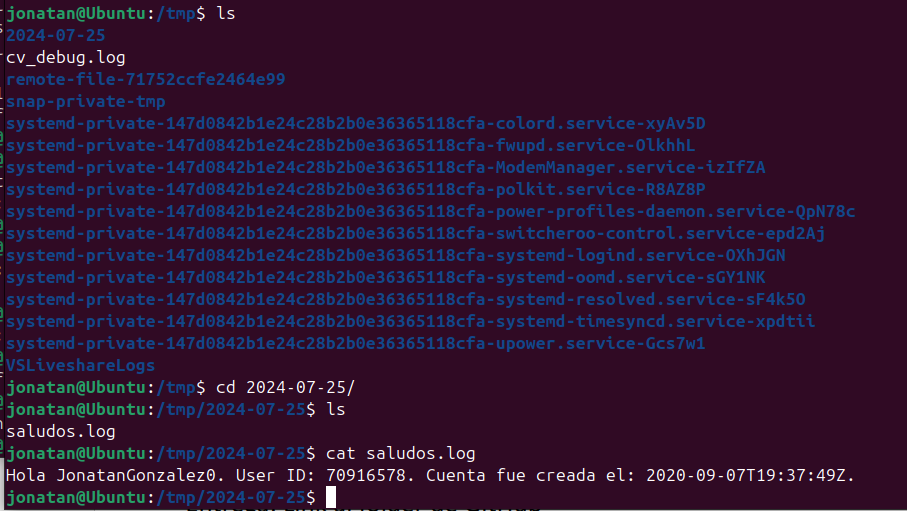 jonatan@Ubuntu:/tmp$ ls
2024-07-25
cv_debug.log
remote-file-71752ccfe2464e99
snap-private-tmp
systemd-private-147d0842b1e24c28b2b0e36365118cfa-colord.service-xyAv5D
systemd-private-147d0842b1e24c28b2b0e36365118cfa-fwupd.service-OlkhhL
systemd-private-147d0842b1e24c28b2b0e36365118cfa-ModemManager.service-izIfZA
systemd-private-147d0842b1e24c28b2b0e36365118cfa-polkit.service-R8AZ8P
systemd-private-147d0842b1e24c28b2b0e36365118cfa-power-profiles-daemon.service-QpN78c
systemd-private-147d0842b1e24c28b2b0e36365118cfa-switcheroo-control.service-epd2Aj
systemd-private-147d0842b1e24c28b2b0e36365118cfa-systemd-logind.service-OXhJGN
systemd-private-147d0842b1e24c28b2b0e36365118cfa-systemd-oomd.service-sGY1NK
systemd-private-147d0842b1e24c28b2b0e36365118cfa-systemd-resolved.service-sF4k5O
systemd-private-147d0842b1e24c28b2b0e36365118cfa-systemd-timesyncd.service-xpdtii
systemd-private-147d0842b1e24c28b2b0e36365118cfa-upower.service-Gcs7w1
VSLiveshareLogs
jonatan@Ubuntu:/tmp$ cd 2024-07-25/
jonatan@Ubuntu:/tmp/2024-07-25$ ls
saludos.log
jonatan@Ubuntu:/tmp/2024-07-25$ cat saludos.log
Hola JonatanGonzalez0. User ID: 70916578. Cuenta fue creada el: 2020-09-07T19:37:49Z.
jonatan@Ubuntu:/tmp/2024-07-25$